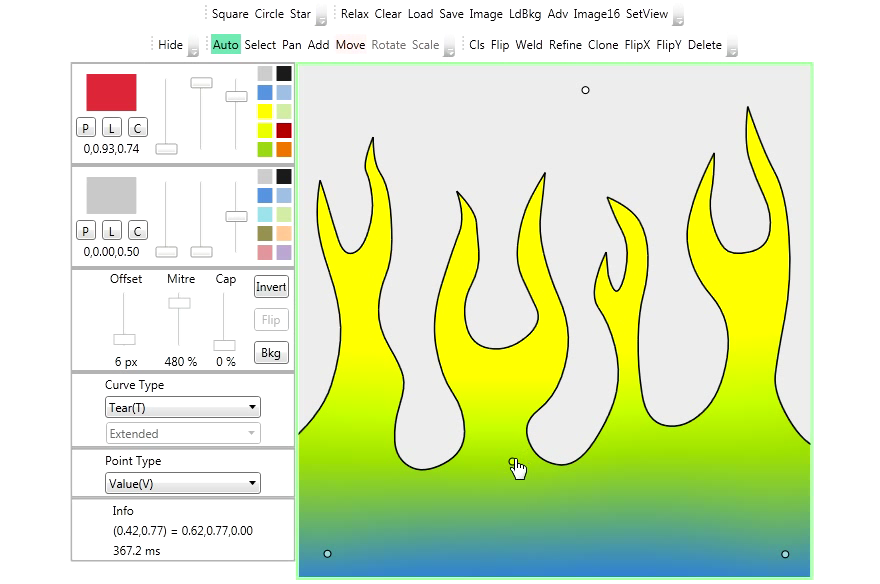 Square Circle Star Relax Clear Load Save Image LdBkg Adv Image16 SetView
Hide Auto Select Pan Add Move Rotate Scale Cls Flip Weld Refine Clone FlipX FlipY Delete
P L C
0,0.93,0.74
P L C
0,0.00,0.50
Offset Mitre Cap
Invert
Flip
Bkg
6 px 480 % 0 %
Curve Type
Tear(T)
Extended
Point Type
Value(V)
Info
(0.42,0.77) = 0.62,0.77,0.00
367.2 ms